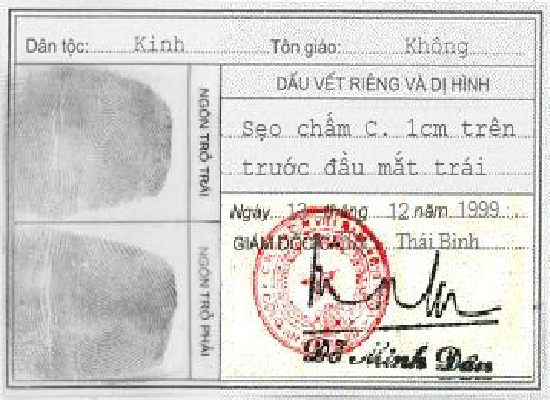 Dân tộc: Kinh Tôn giáo: Không
NGÓN TRỎ TRÁI
NGÓN TRỎ PHẢI
DẤU VẾT RIÊNG VÀ DỊ HÌNH
Sẹo chấm C. 1cm trên
trước đầu mắt trái
Ngày 13 tháng 12 năm 1999
GIÁM ĐỐC CA Thái Bình
Đỗ Minh Dân